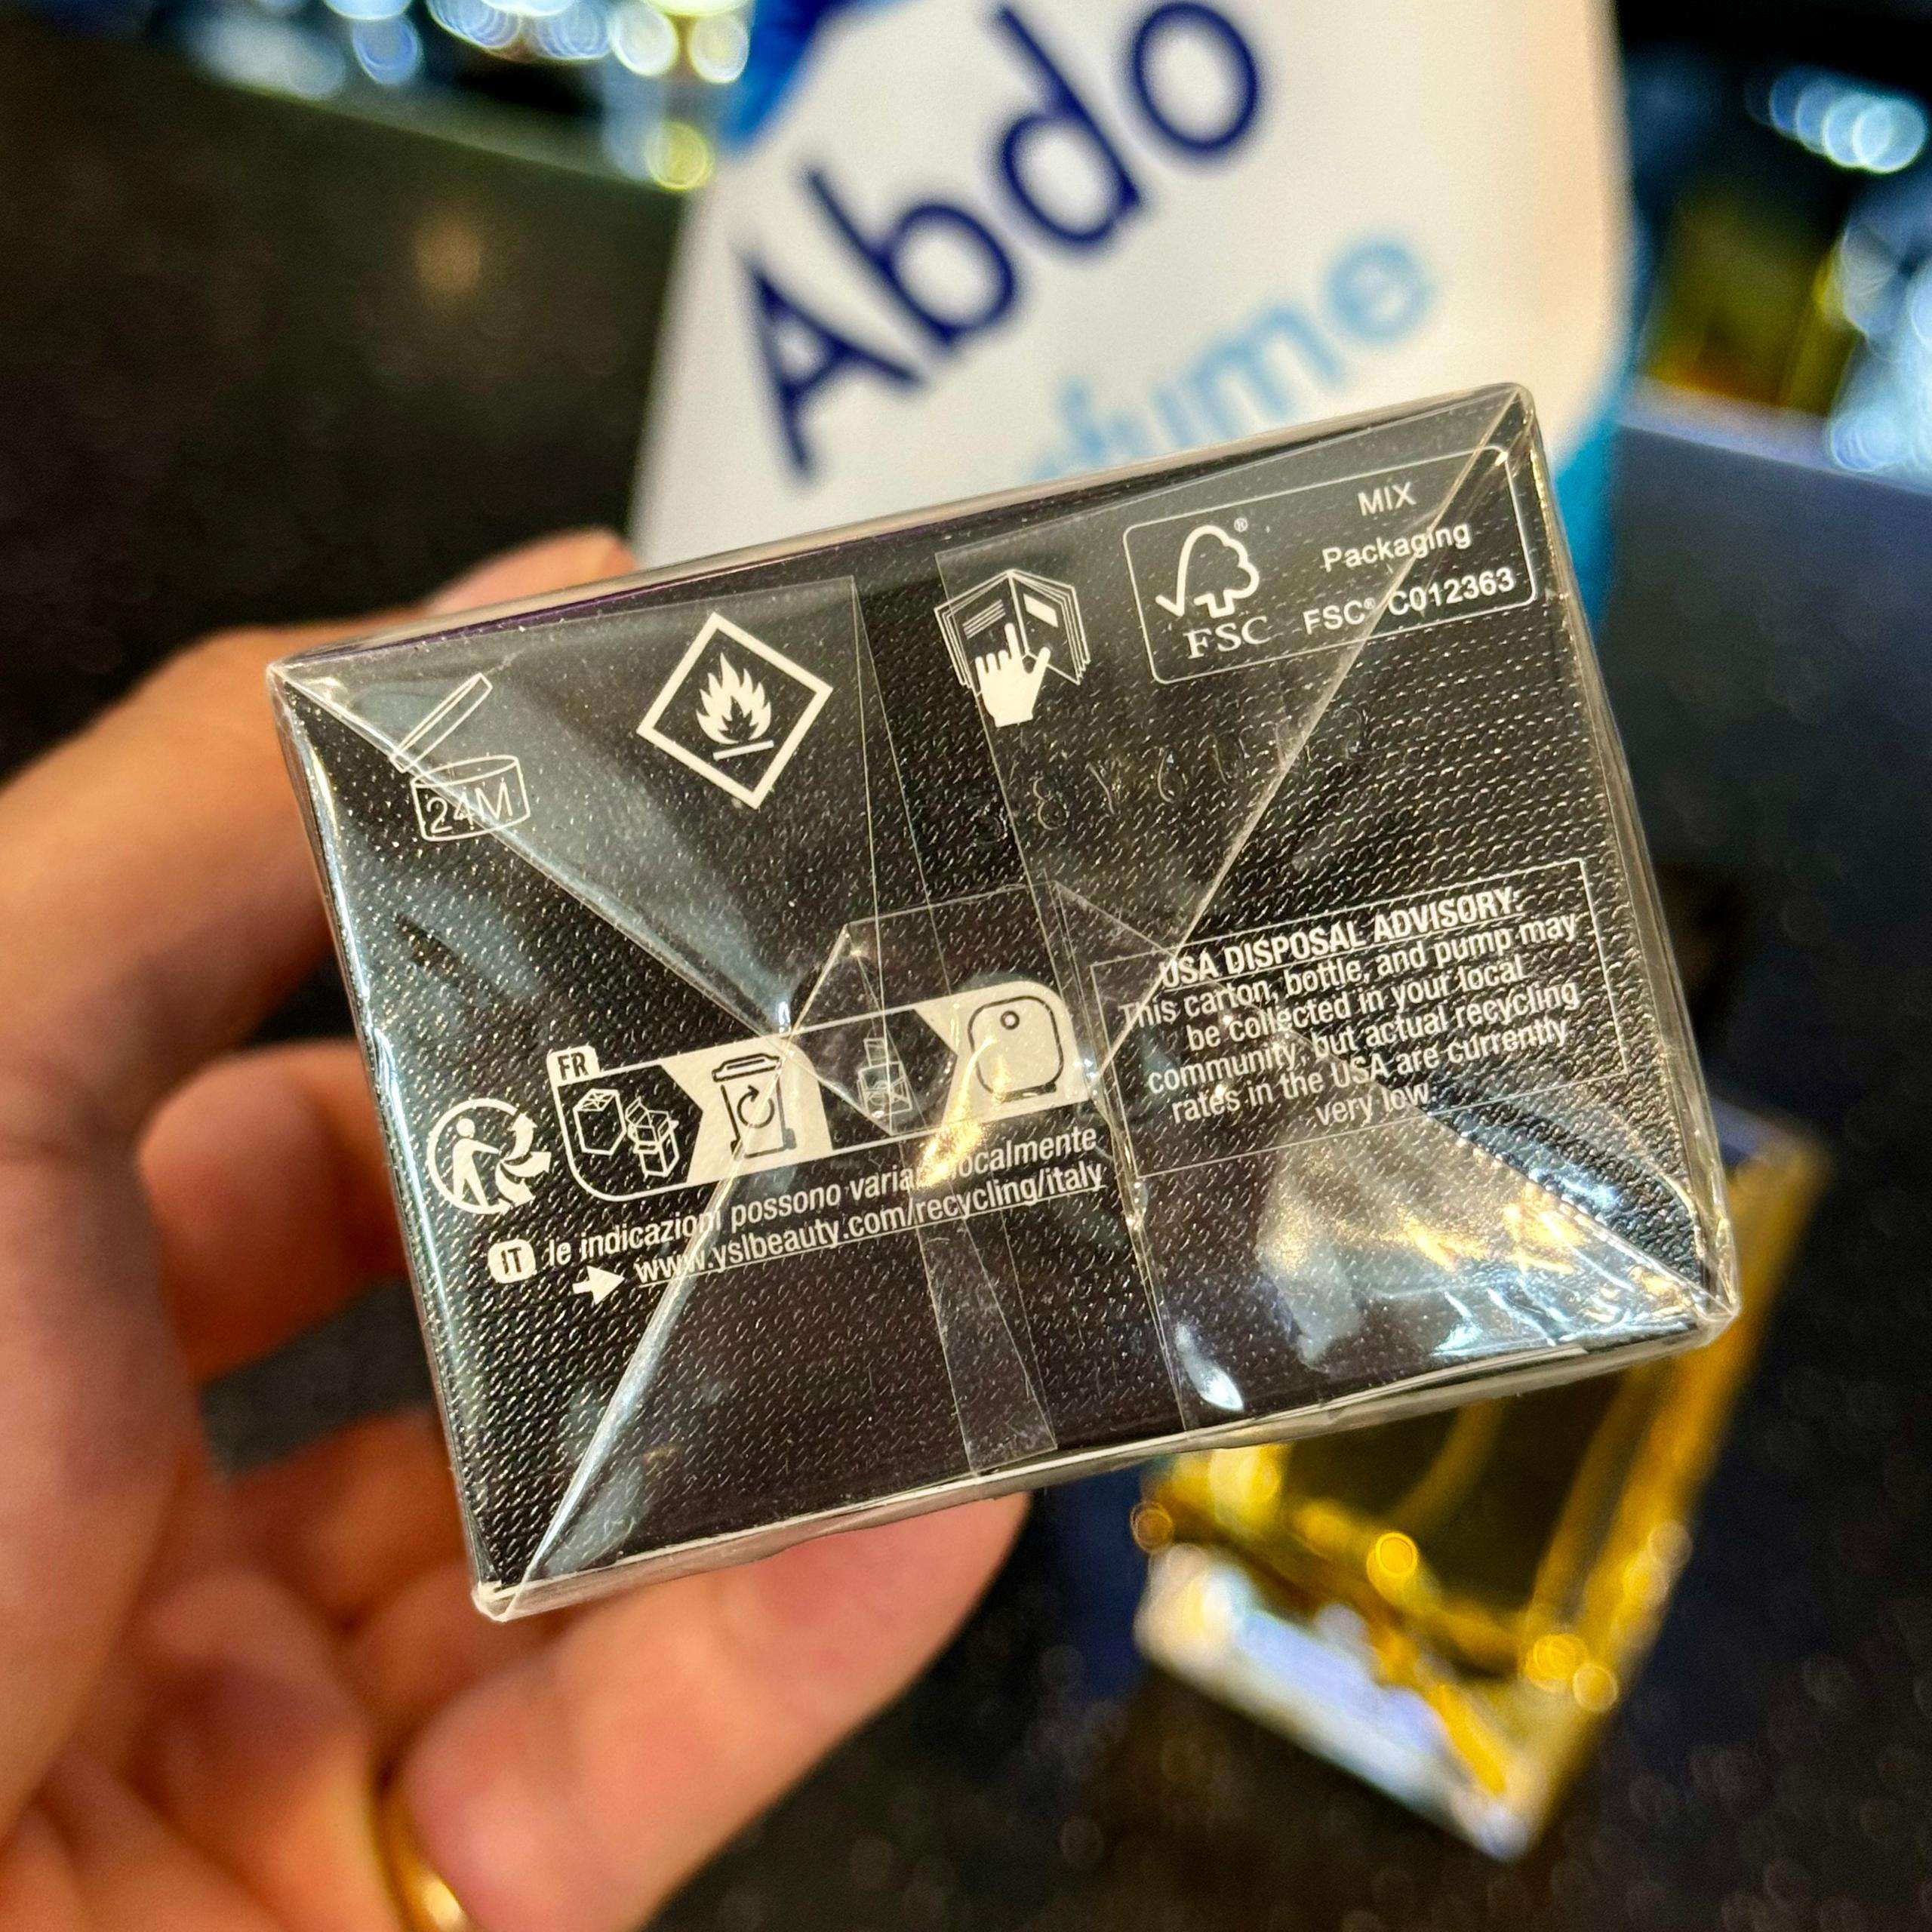 Abdo
MIX
Packaging
FSC® C012363
FSC®
24M
USA DISPOSAL ADVISORY:
This carton, bottle, and pump may
be collected in your local
community, but actual recycling
rates in the USA are currently
very low.
FR
IT le indicazioni possono variare localmente
www.yslbeauty.com/recycling/italy